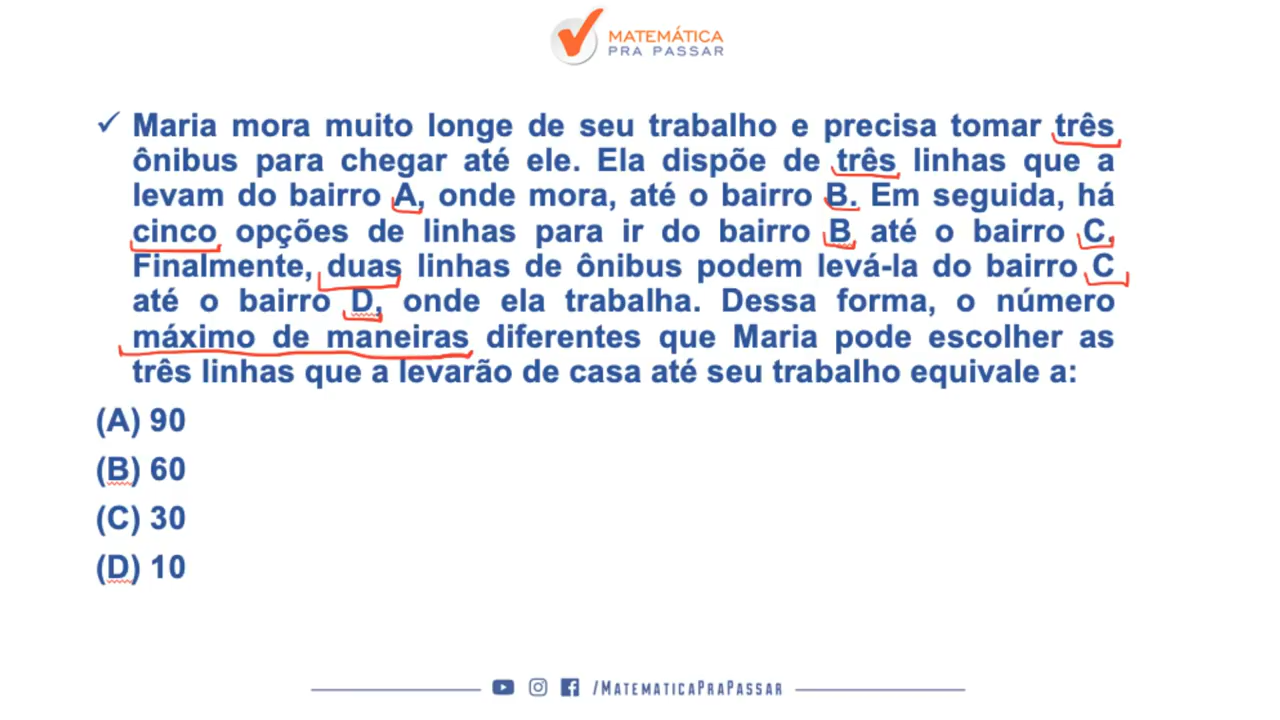 MATEMÁTICA
PRA PASSAR
✓ Maria mora muito longe de seu trabalho e precisa tomar três
ônibus para chegar até ele. Ela dispõe de três linhas que a
levam do bairro A, onde mora, até o bairro B. Em seguida, há
cinco opções de linhas para ir do bairro B até o bairro C.
Finalmente, duas linhas de ônibus podem levá-la do bairro C
até o bairro D, onde ela trabalha. Dessa forma, o número
máximo de maneiras diferentes que Maria pode escolher as
três linhas que a levarão de casa até seu trabalho equivale a:
(A) 90
(B) 60
(C) 30
(D) 10
/MATEMATICAPRAPASSAR